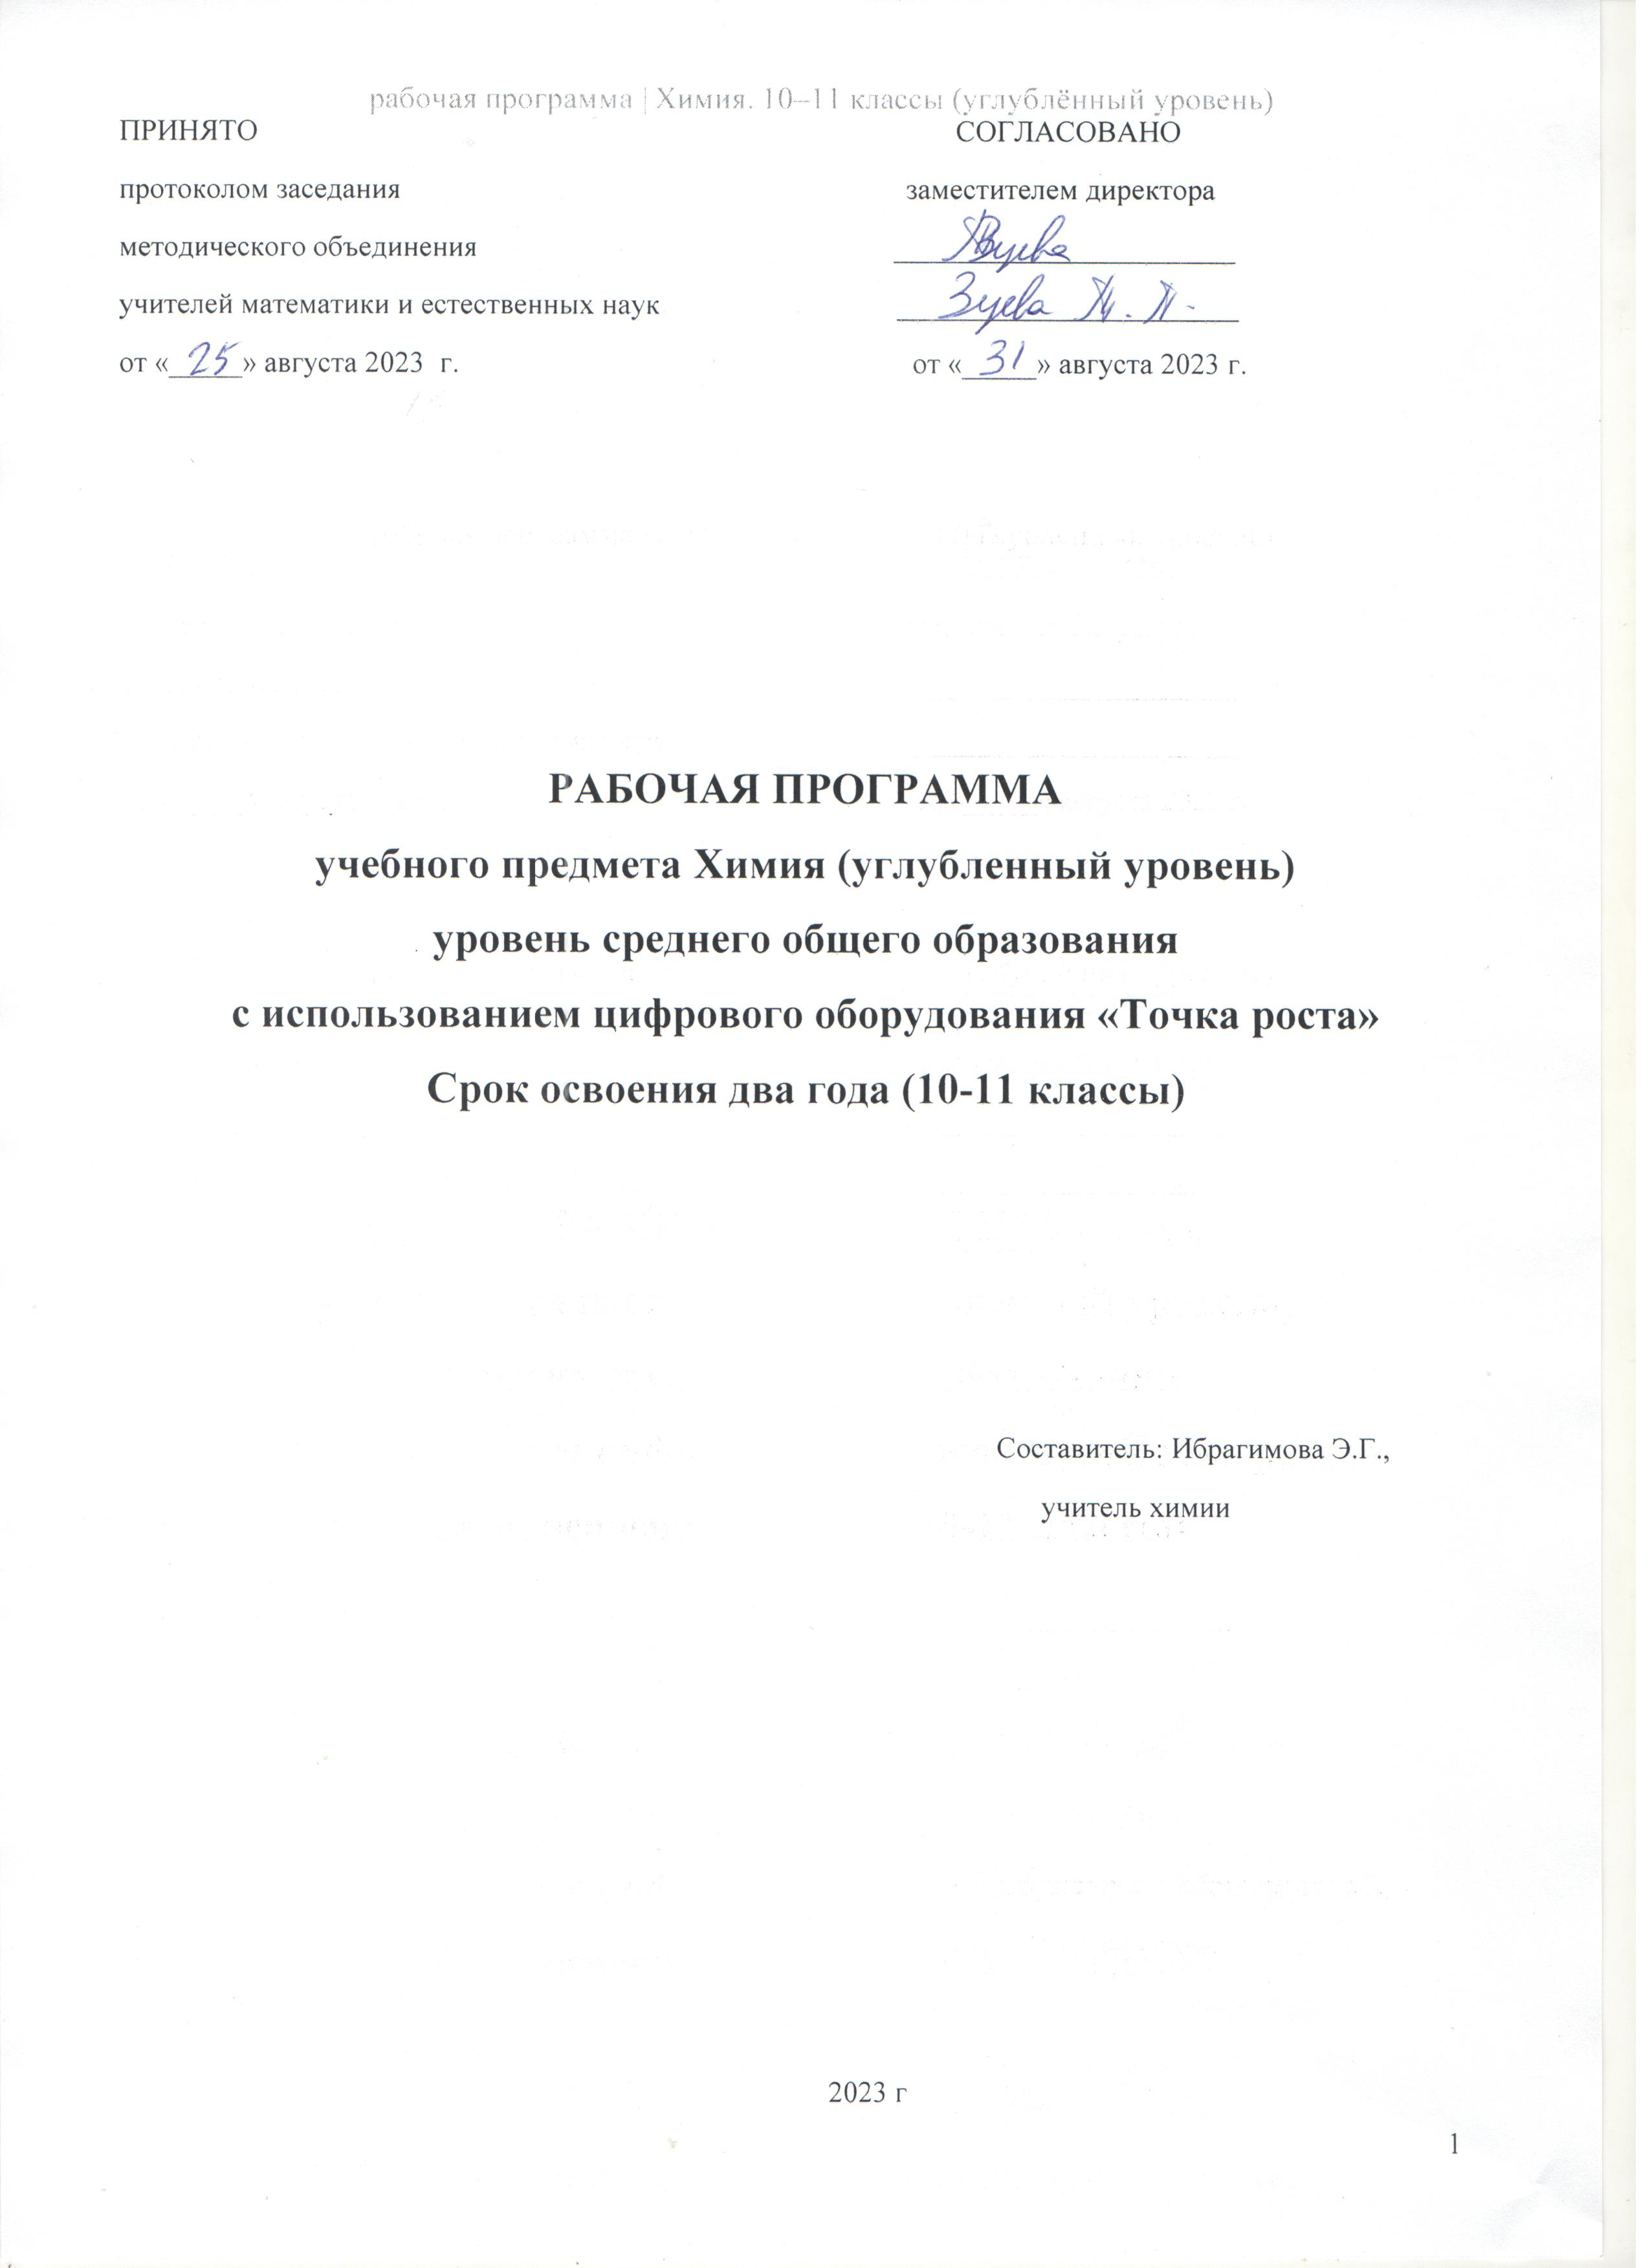 рабочая программа | Химия. 10–11 классы (углублённый уровень)
ПРИНЯТО
протоколом заседания
методического объединения
учителей математики и естественных наук
от «25» августа 2023 г.
СОГЛАСОВАНО
заместителем директора
Зуева
от «31» августа 2023 г.
РАБОЧАЯ ПРОГРАММА
учебного предмета Химия (углубленный уровень)
уровень среднего общего образования
с использованием цифрового оборудования «Точка роста»
Срок освоения два года (10-11 классы)
Составитель: Ибрагимова Э.Г.,
учитель химии
2023 г
1